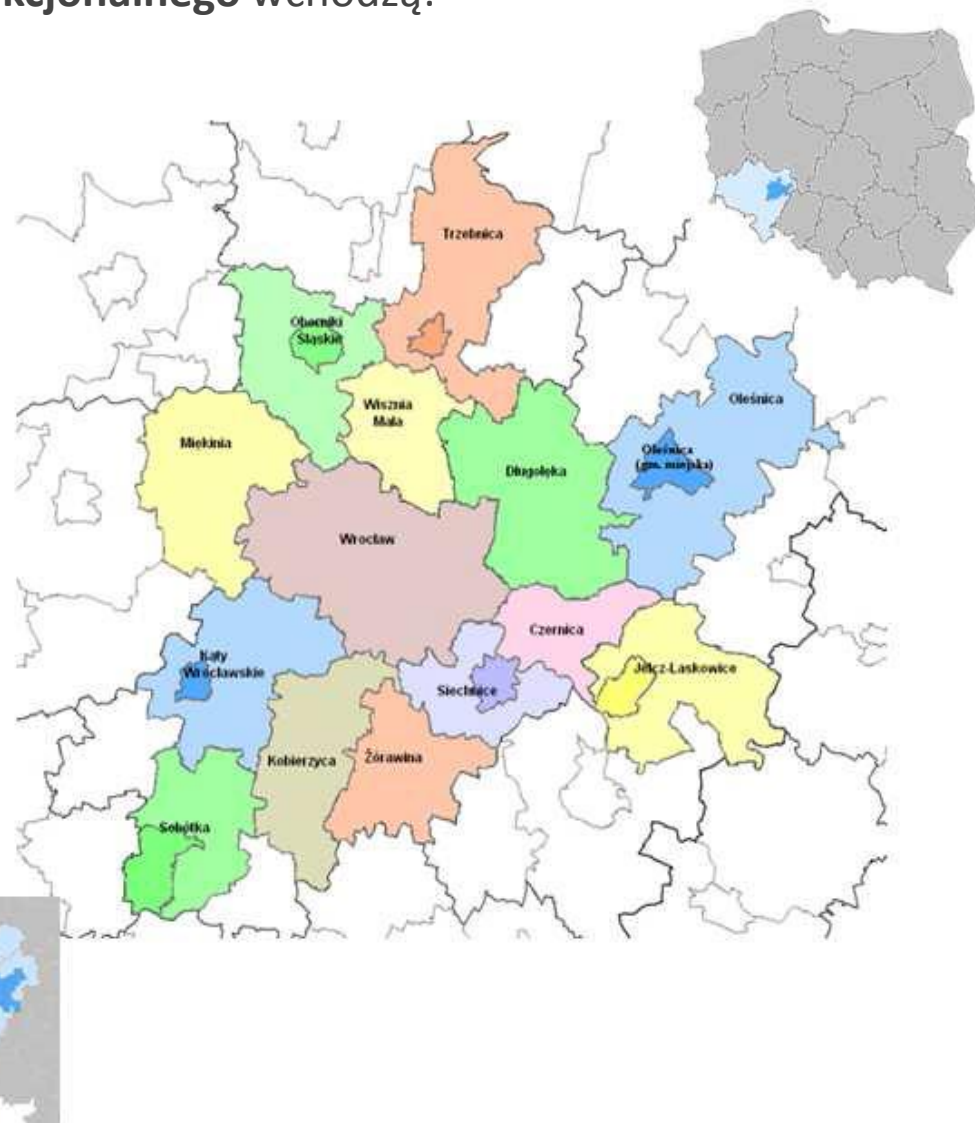 kcjonalnego wchodzą:
Trzebnica
Oborniki
Śląskie
Wisznia
Mała
Oleśnica
Miękinia
Oleśnica
(gm. miejska)
Długołęka
Wrocław
Czernica
Kąty
Wrocławskie
Jelcz-Laskowice
Siechnice
Kobierzyca
Żórawina
Sobótka